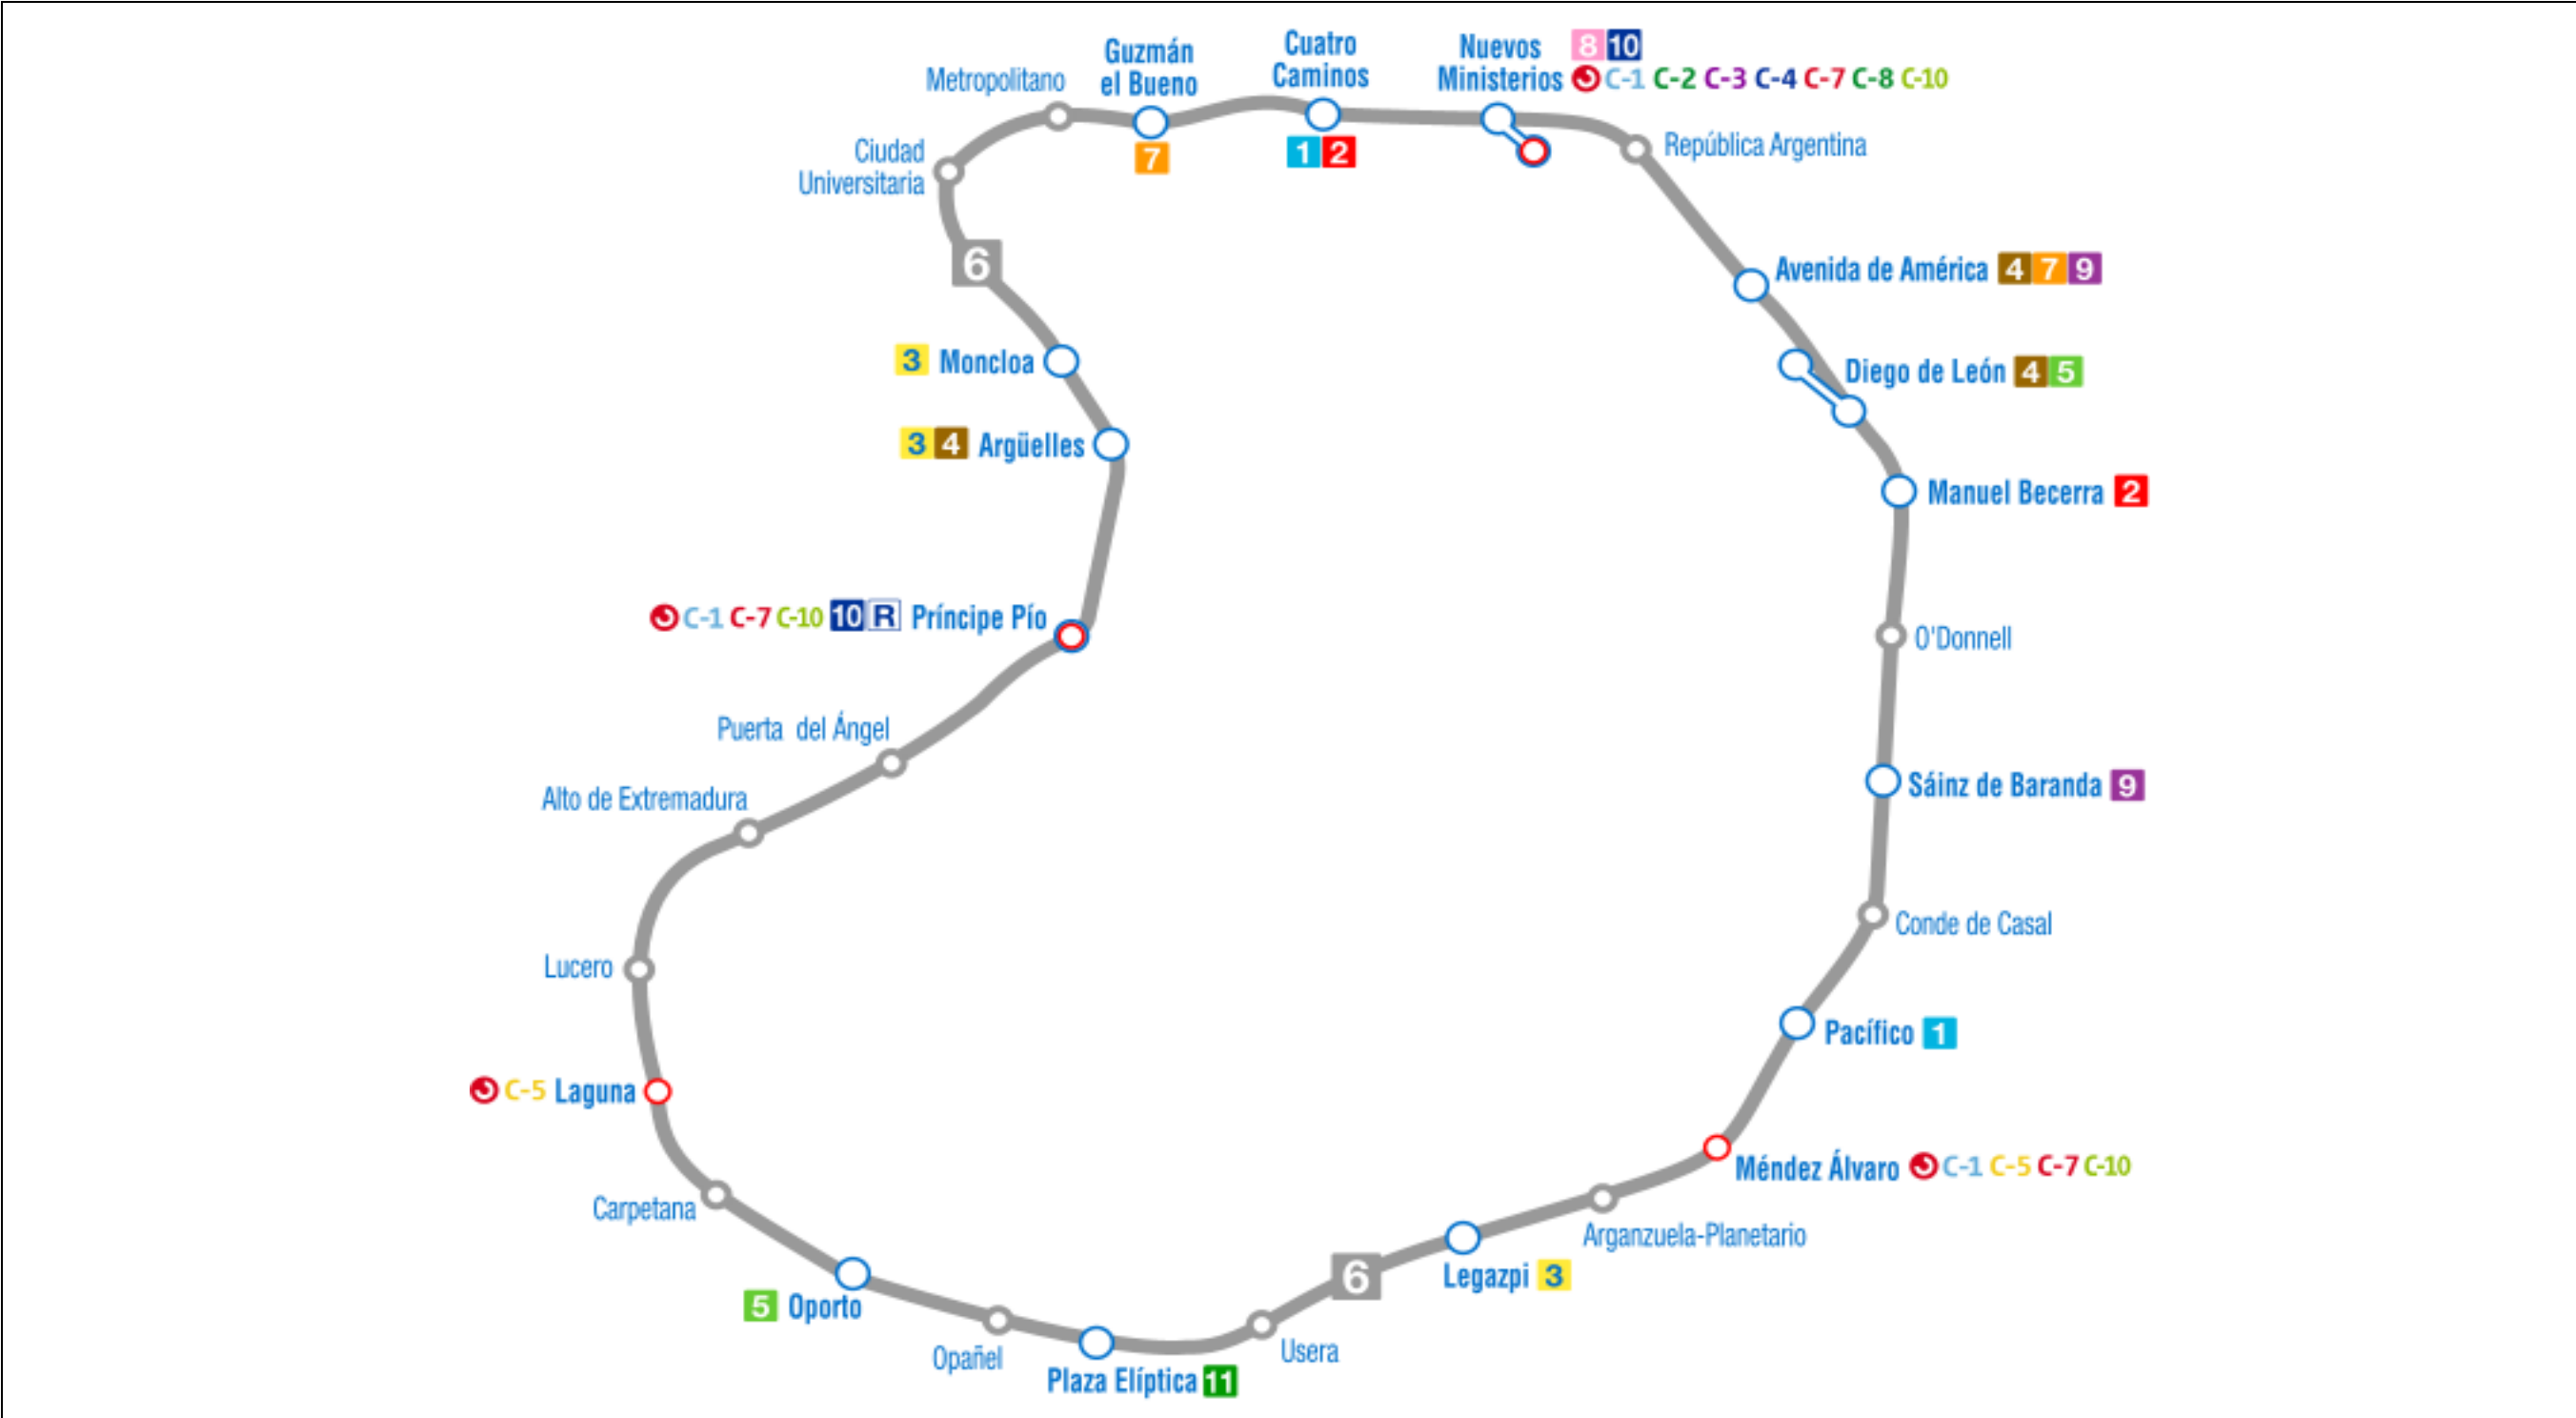 Guzmán
el Bueno
7
Metropolitano
Cuatro
Caminos
1 2
Nuevos
Ministerios
8 10
C-1 C-2 C-3 C-4 C-7 C-8 C-10
República Argentina
Ciudad
Universitaria
6
Avenida de América 4 7 9
3 Moncloa
Diego de León 4 5
3 4 Argüelles
Manuel Becerra 2
C-1 C-7 C-10 10 R Príncipe Pío
O'Donnell
Puerta del Ángel
Sáinz de Baranda 9
Alto de Extremadura
Conde de Casal
Lucero
Pacífico 1
C-5 Laguna
Méndez Álvaro C-1 C-5 C-7 C-10
Carpetana
Arganzuela-Planetario
6
Legazpi 3
5 Oporto
Opañel
Usera
Plaza Elíptica 11